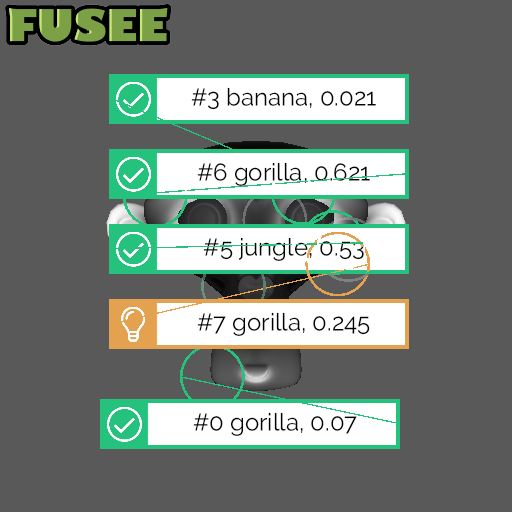 FUSEE
#3 banana, 0.021
#6 gorilla, 0.621
#5 jungle, 0.53
#7 gorilla, 0.245
#0 gorilla, 0.07